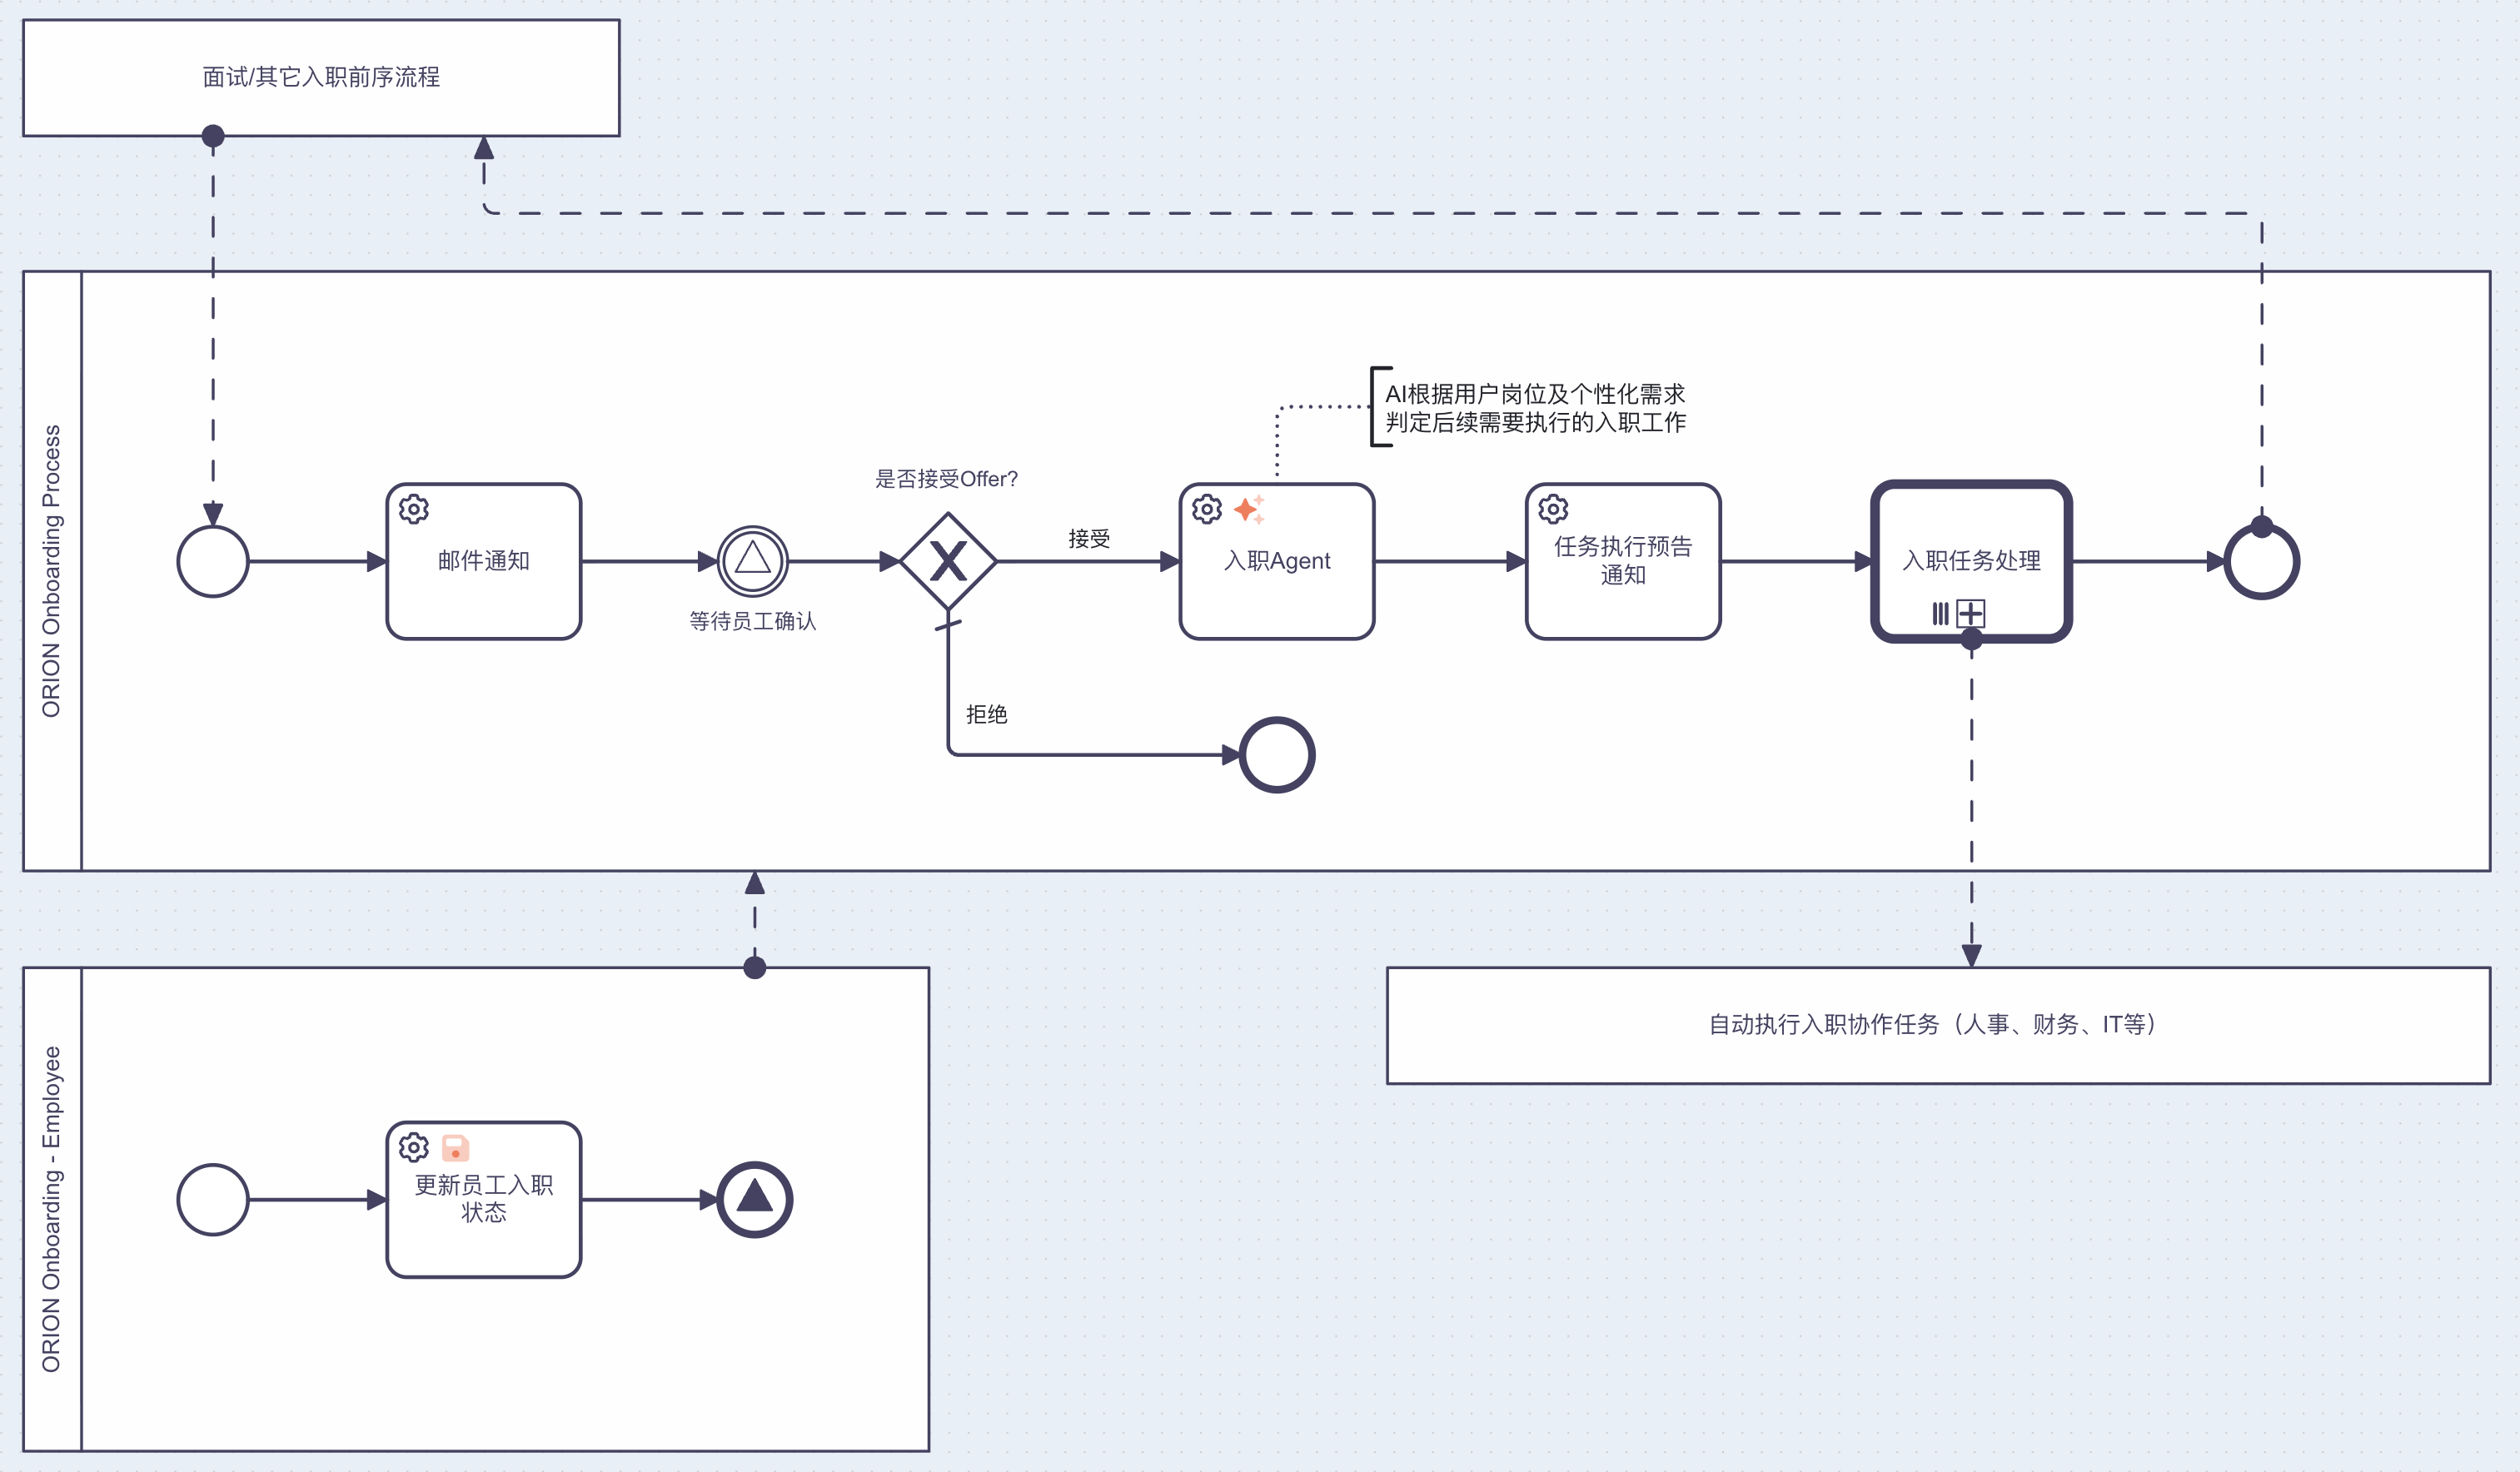 面试/其它入职前序流程
ORION Onboarding Process
AI根据用户岗位及个性化需求
判定后续需要执行的入职工作
是否接受Offer?
接受
邮件通知
等待员工确认
入职Agent
任务执行预告
通知
入职任务处理
拒绝
ORION Onboarding - Employee
更新员工入职
状态
自动执行入职协作任务（人事、财务、IT等）